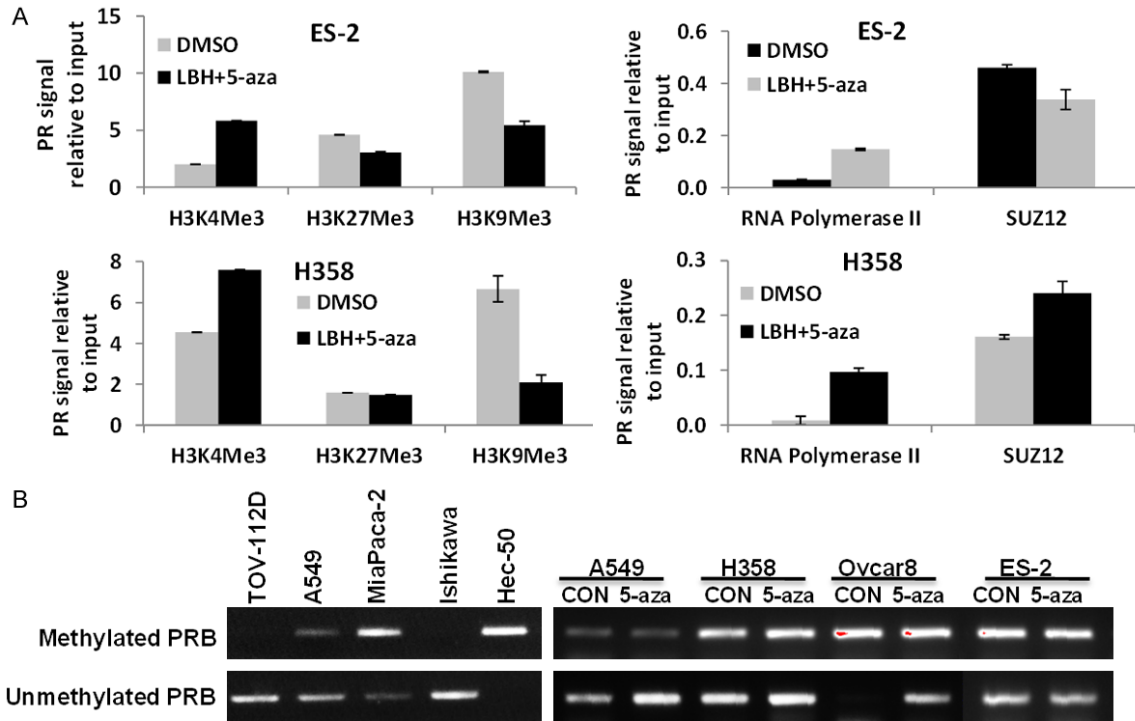 A
ES-2
DMSO
LBH+5-aza
PR signal
relative to input
15
10
5
0
H3K4Me3 H3K27Me3 H3K9Me3
ES-2
DMSO
LBH+5-aza
PR signal relative
to input
0.6
0.4
0.2
0.0
RNA Polymerase II SUZ12
H358
DMSO
LBH+5-aza
PR signal relative
to input
8
6
4
2
0
H3K4Me3 H3K27Me3 H3K9Me3
H358
DMSO
LBH+5-aza
PR signal relative
to input
0.3
0.2
0.1
0.0
RNA Polymerase II SUZ12
B
TOV-112D
A549
MiaPaca-2
Ishikawa
Hec-50
A549 H358 Ovcar8 ES-2
CON 5-aza CON 5-aza CON 5-aza CON 5-aza
Methylated PRB
Unmethylated PRB